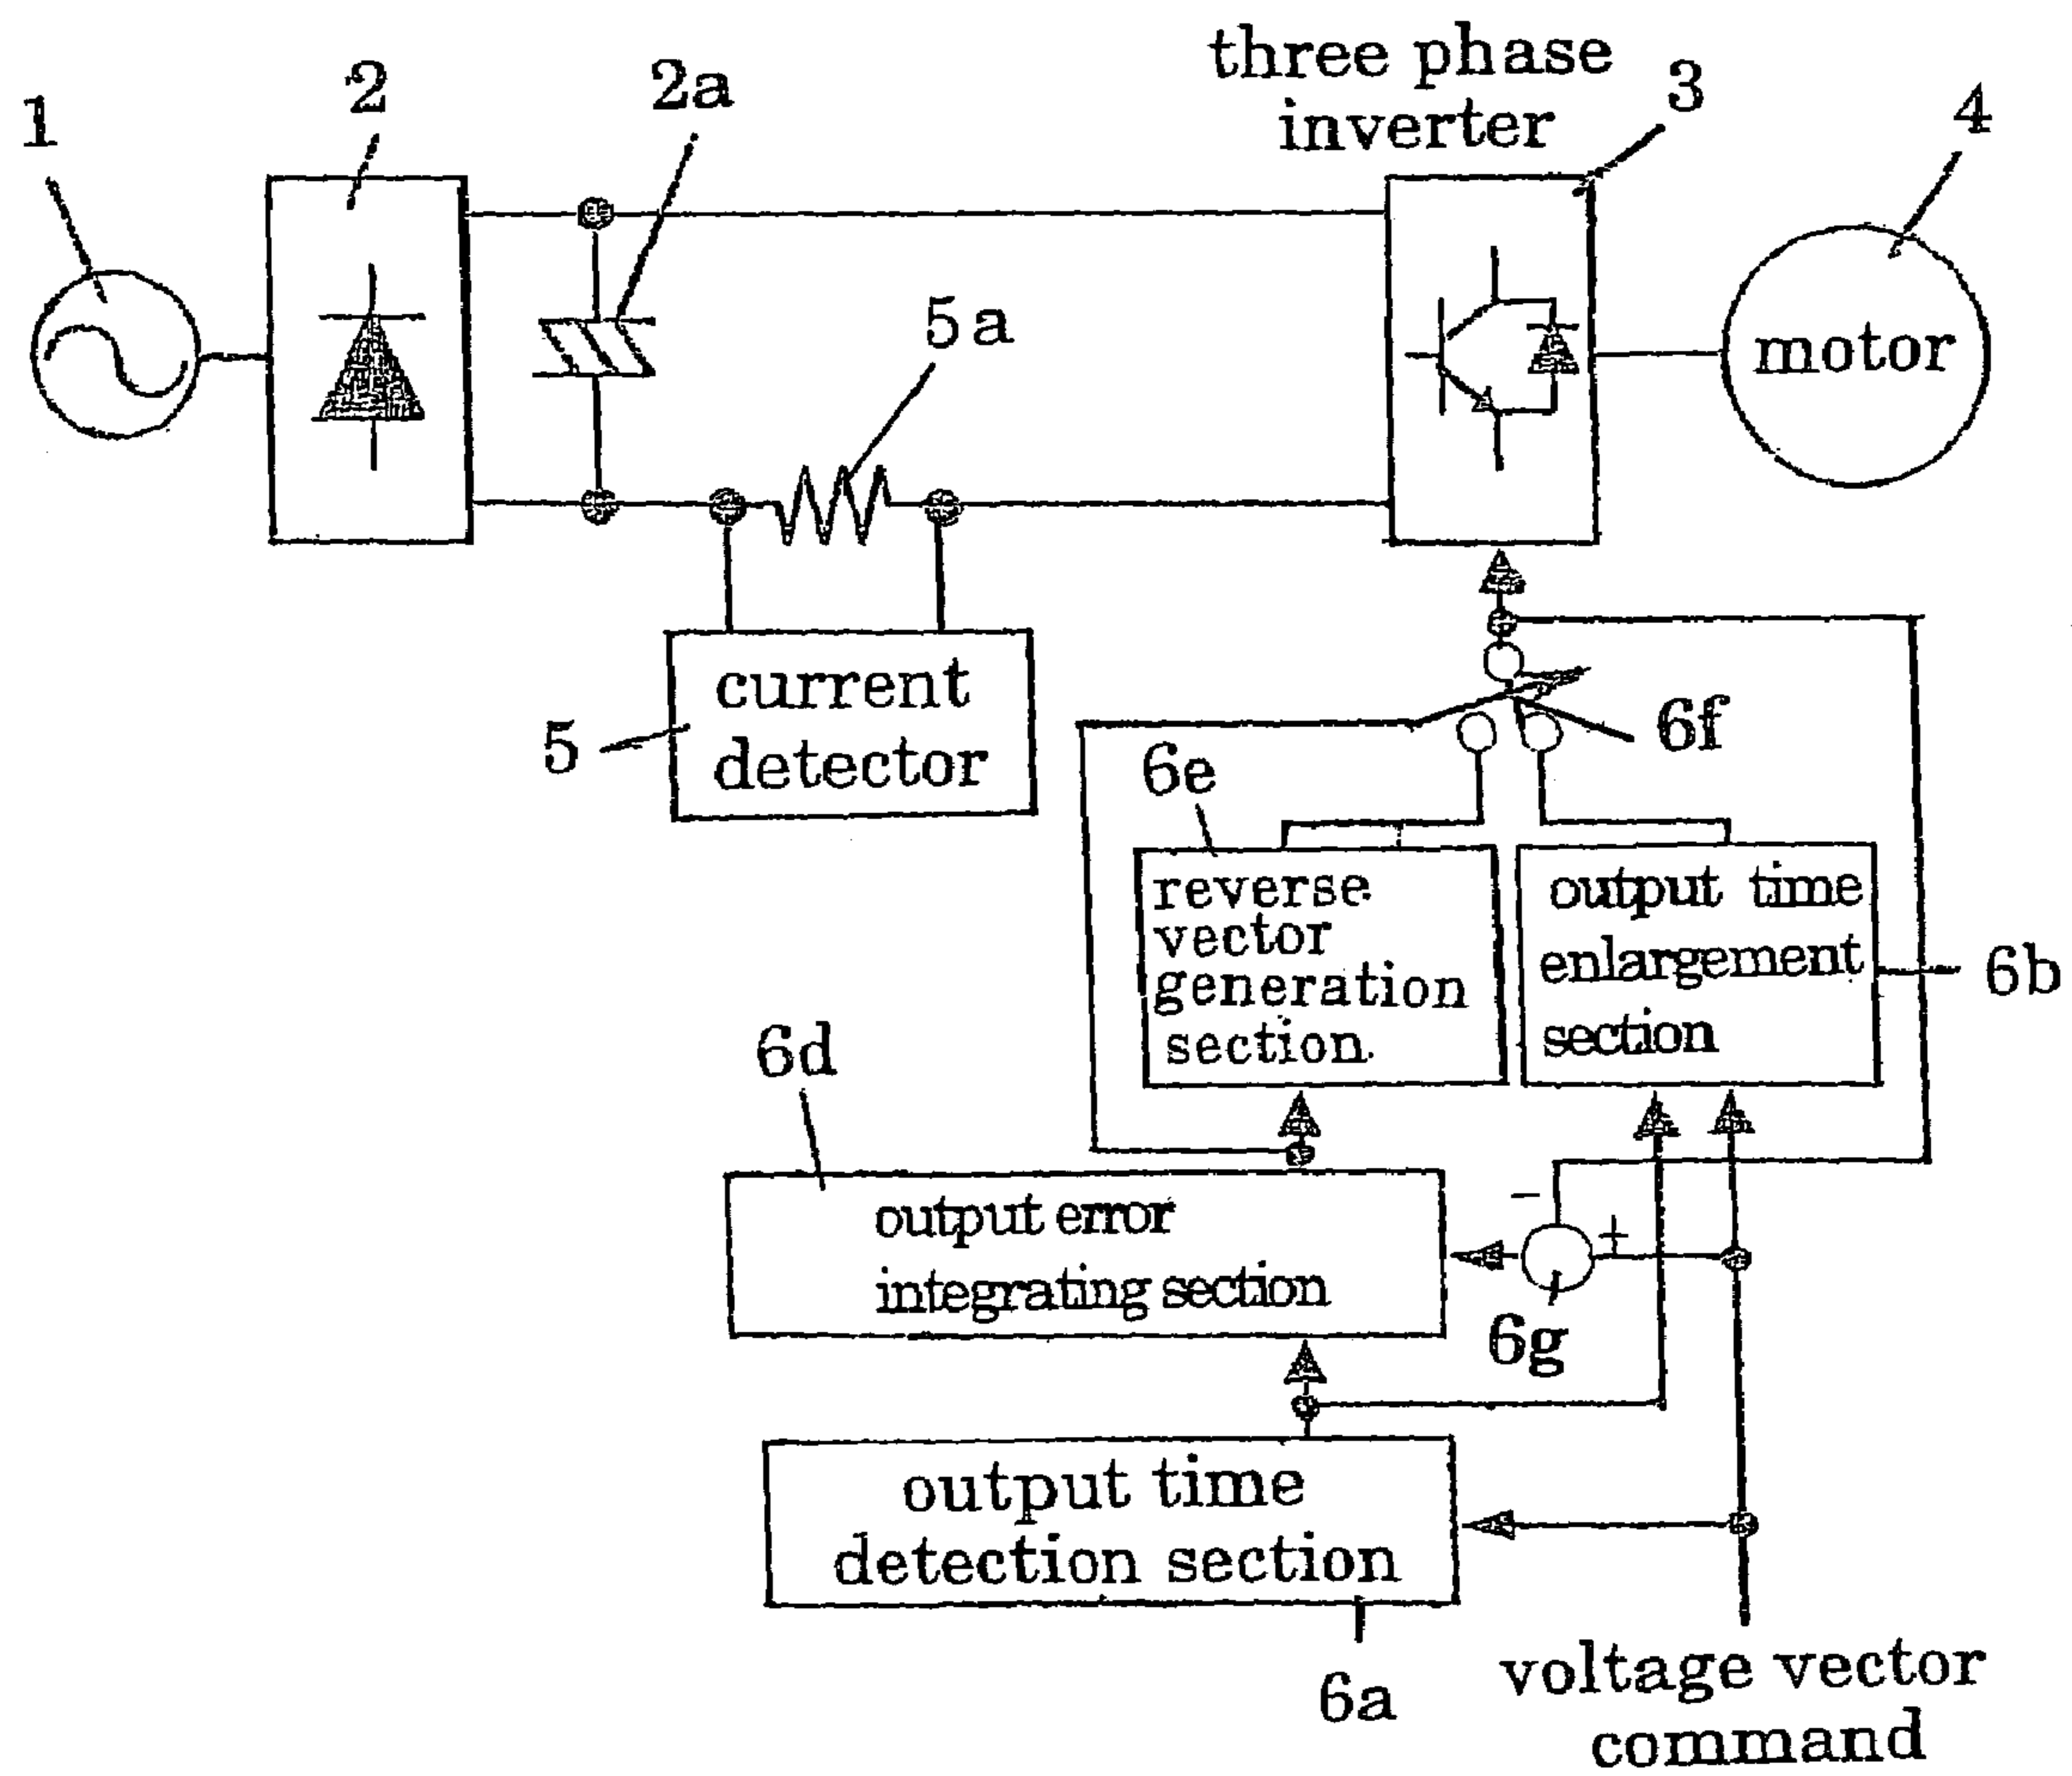 three phase
inverter
1
2
2a
3
4
motor
5a
current
detector
5
6f
6e
reverse
vector
generation
section
output time
enlargement
section
6b
6d
output error
integrating section
−
+
6g
output time
detection section
6a
voltage vector
command